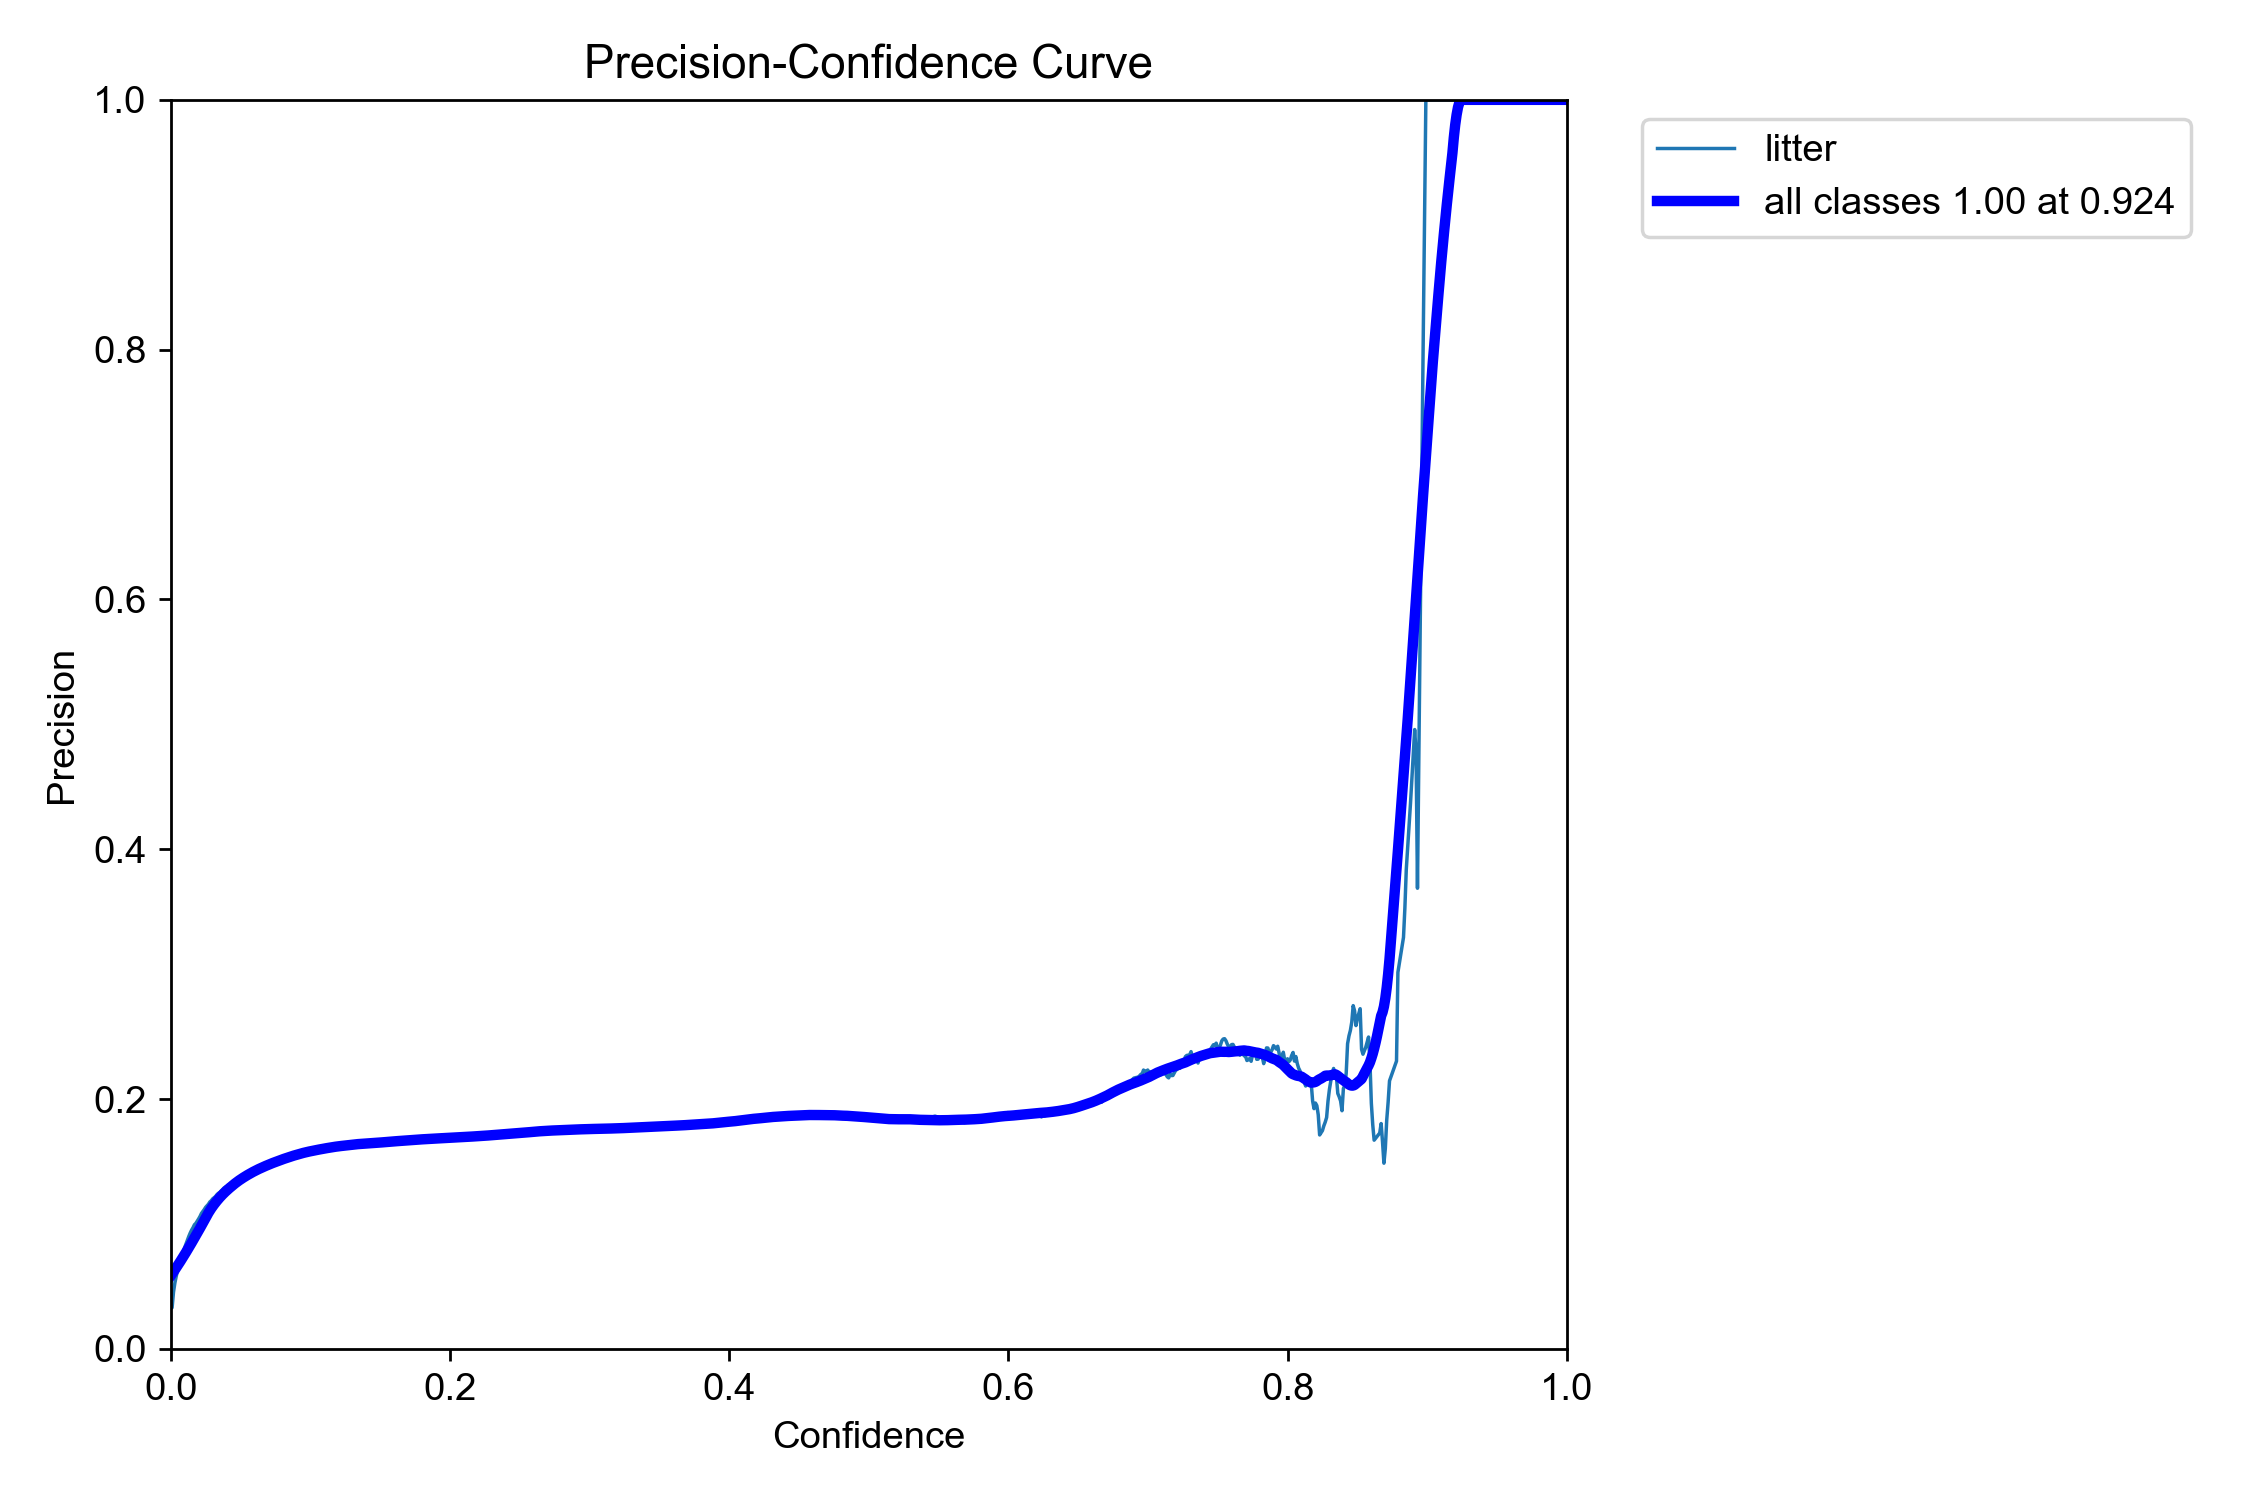 Precision-Confidence Curve
1.0
0.8
0.6
0.4
0.2
0.0
Precision
0.0 0.2 0.4 0.6 0.8 1.0
Confidence
litter
all classes 1.00 at 0.924